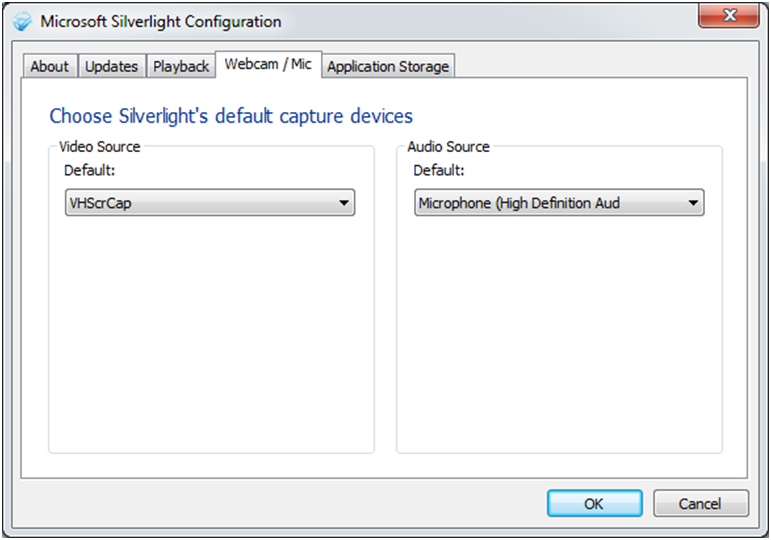 Microsoft Silverlight Configuration
About Updates Playback Webcam / Mic Application Storage
Choose Silverlight's default capture devices
Video Source
Default:
VHScrCap
Audio Source
Default:
Microphone (High Definition Aud
OK Cancel